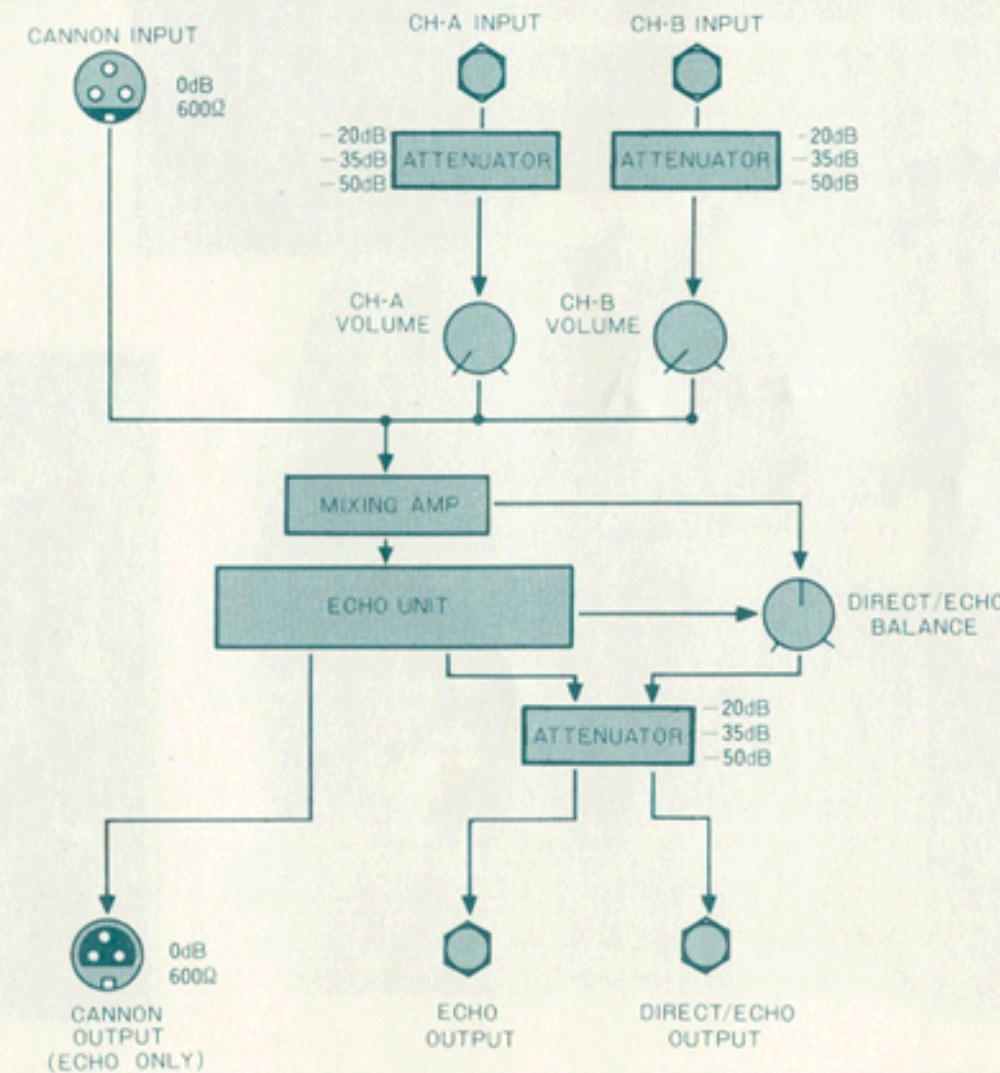 CANNON INPUT
0dB
600Ω
CH-A INPUT
CH-B INPUT
-20dB
-35dB
-50dB
ATTENUATOR
ATTENUATOR
-20dB
-35dB
-50dB
CH-A
VOLUME
CH-B
VOLUME
MIXING AMP
ECHO UNIT
DIRECT/ECHO
BALANCE
ATTENUATOR
-20dB
-35dB
-50dB
0dB
600Ω
CANNON
OUTPUT
(ECHO ONLY)
ECHO
OUTPUT
DIRECT/ECHO
OUTPUT